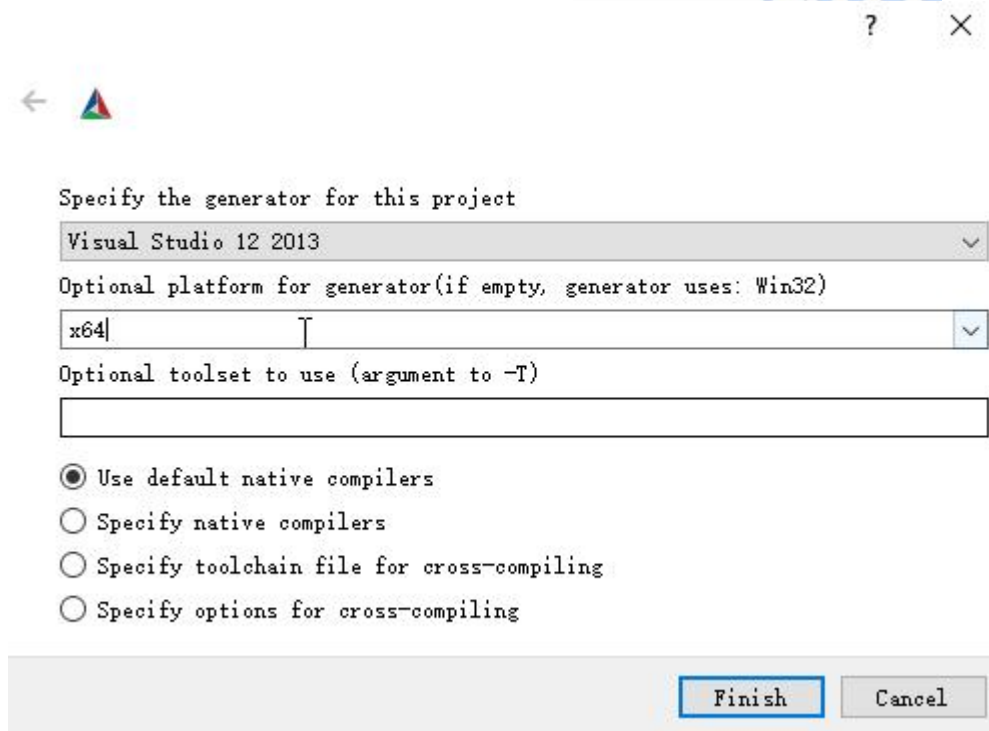 ?
Specify the generator for this project
Visual Studio 12 2013
Optional platform for generator(if empty, generator uses: Win32)
x64
Optional toolset to use (argument to -T)
Use default native compilers
Specify native compilers
Specify toolchain file for cross-compiling
Specify options for cross-compiling
Finish
Cancel